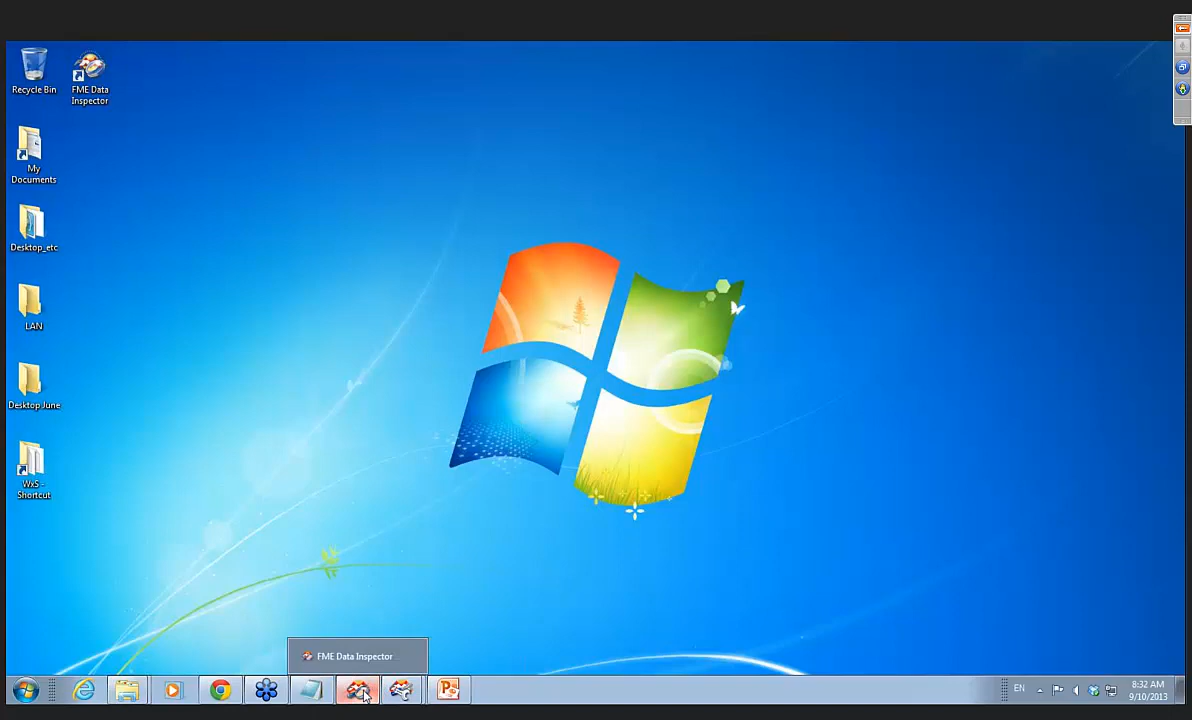 Recycle Bin
FME Data
Inspector
My
Documents
Desktop_etc
LAN
Desktop June
WxS -
Shortcut
FME Data Inspector
EN
8:32 AM
9/10/2013